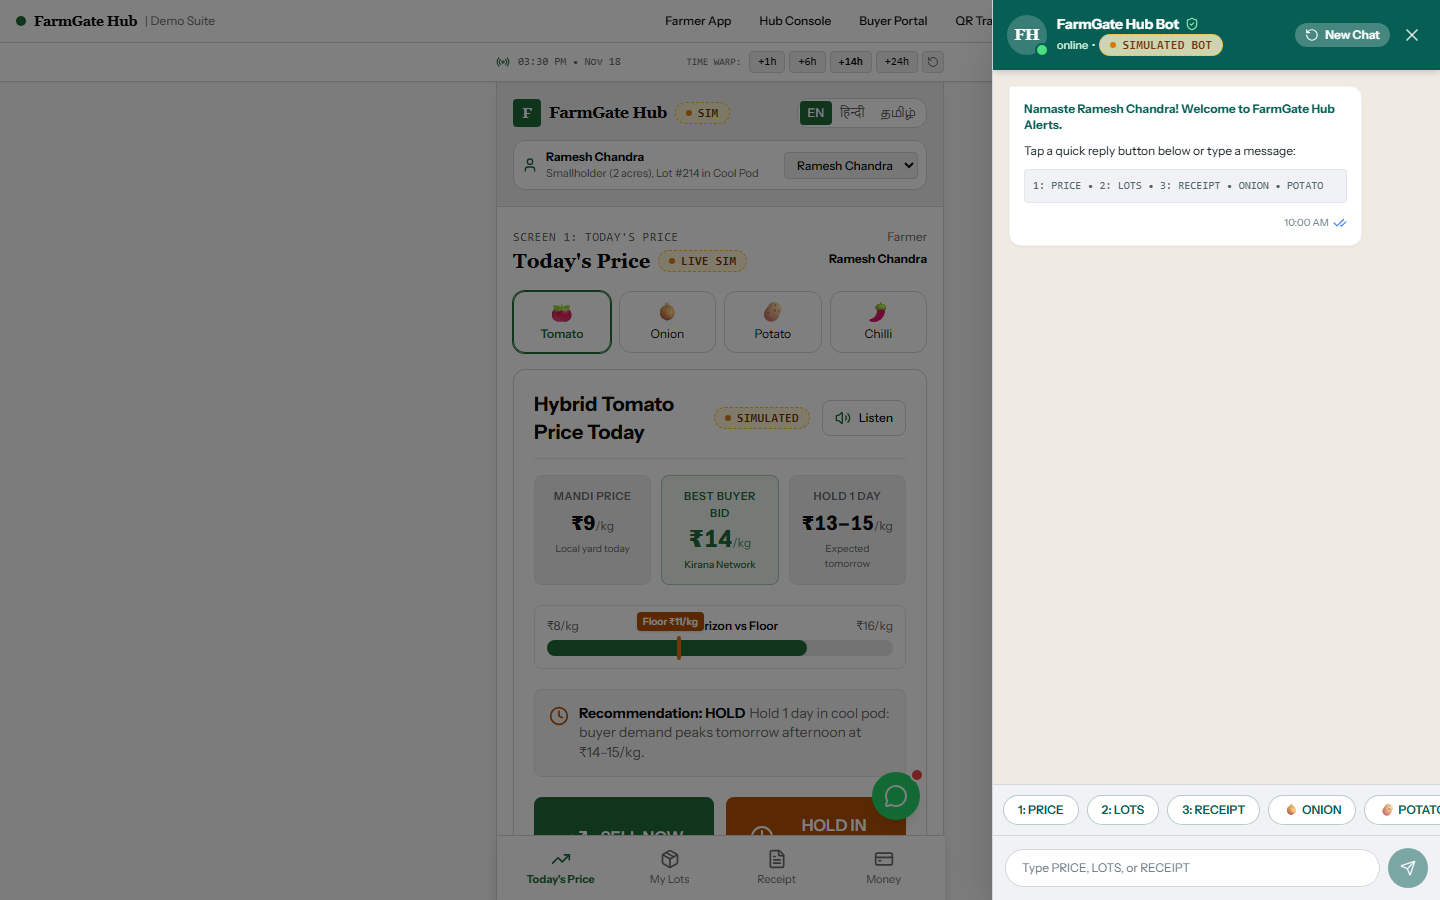 FarmGate Hub | Demo Suite
Farmer App
Hub Console
Buyer Portal
QR Tra
03:30 PM • Nov 18
TIME WARP:
+1h
+6h
+14h
+24h
F
FarmGate Hub
SIM
EN
हिन्दी
தமிழ்
Ramesh Chandra
Smallholder (2 acres), Lot #214 in Cool Pod
Ramesh Chandra
SCREEN 1: TODAY'S PRICE
Farmer
Today's Price
LIVE SIM
Ramesh Chandra
Tomato
Onion
Potato
Chilli
Hybrid Tomato
Price Today
SIMULATED
Listen
MANDI PRICE
₹9/kg
Local yard today
BEST BUYER
BID
₹14/kg
Kirana Network
HOLD 1 DAY
₹13–15/kg
Expected
tomorrow
₹8/kg
Floor ₹11/kg
rizon vs Floor
₹16/kg
Recommendation: HOLD Hold 1 day in cool pod:
buyer demand peaks tomorrow afternoon at
₹14–15/kg.
SELL NOW
HOLD IN
Today's Price
My Lots
Receipt
Money
FH
FarmGate Hub Bot
online •
SIMULATED BOT
New Chat
Namaste Ramesh Chandra! Welcome to FarmGate Hub
Alerts.
Tap a quick reply button below or type a message:
1: PRICE • 2: LOTS • 3: RECEIPT • ONION • POTATO
10:00 AM
1: PRICE
2: LOTS
3: RECEIPT
ONION
POTATO
Type PRICE, LOTS, or RECEIPT